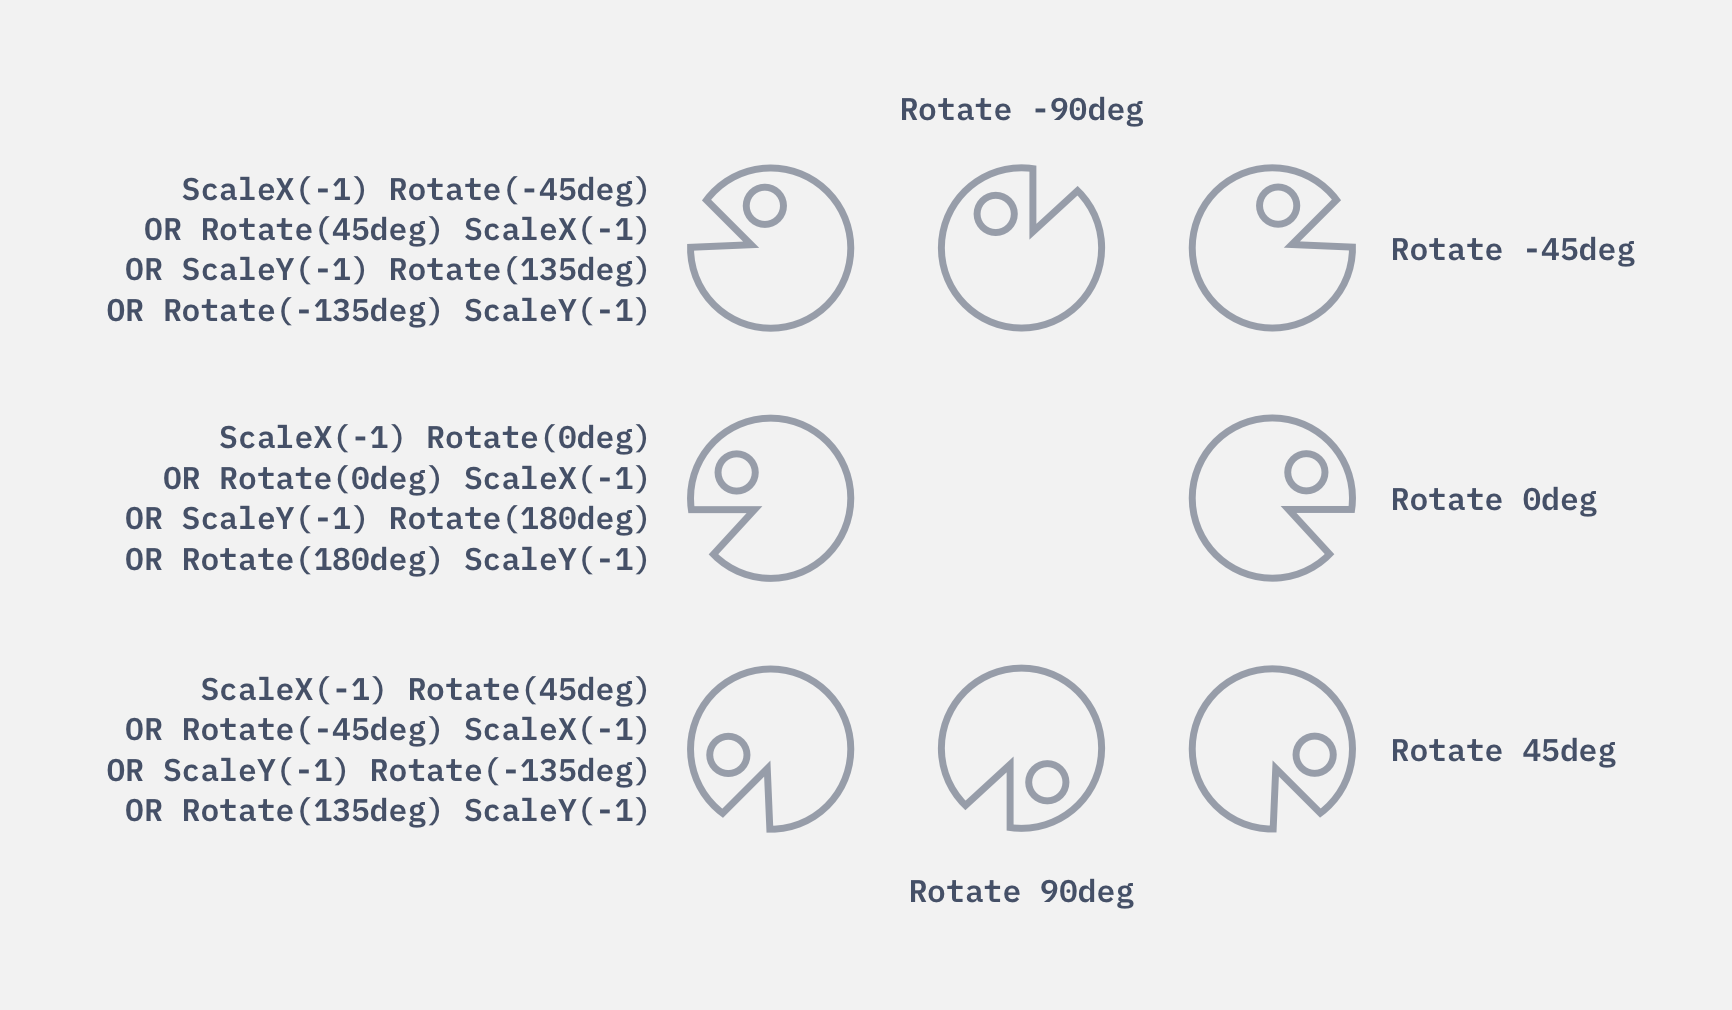 Rotate -90deg
ScaleX(-1) Rotate(-45deg)
OR Rotate(45deg) ScaleX(-1)
OR ScaleY(-1) Rotate(135deg)
OR Rotate(-135deg) ScaleY(-1)
Rotate -45deg
ScaleX(-1) Rotate(0deg)
OR Rotate(0deg) ScaleX(-1)
OR ScaleY(-1) Rotate(180deg)
OR Rotate(180deg) ScaleY(-1)
Rotate 0deg
ScaleX(-1) Rotate(45deg)
OR Rotate(-45deg) ScaleX(-1)
OR ScaleY(-1) Rotate(-135deg)
OR Rotate(135deg) ScaleY(-1)
Rotate 45deg
Rotate 90deg